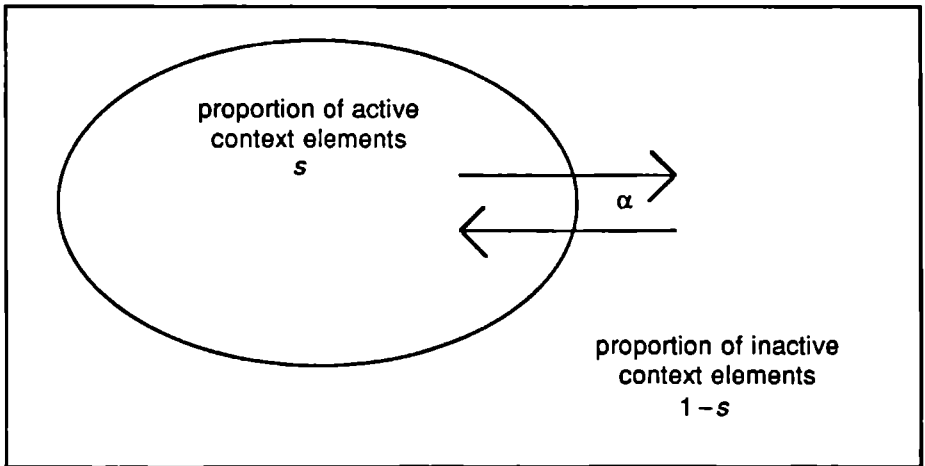 proportion of active
context elements
s
α
proportion of inactive
context elements
1–s